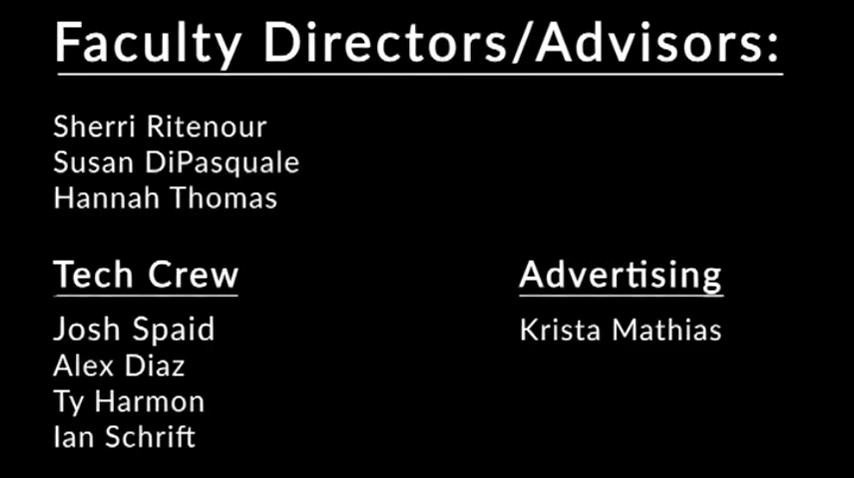 Faculty Directors/Advisors:
Sherri Ritenour
Susan DiPasquale
Hannah Thomas
Tech Crew
Josh Spaid
Alex Diaz
Ty Harmon
Ian Schrift
Advertising
Krista Mathias